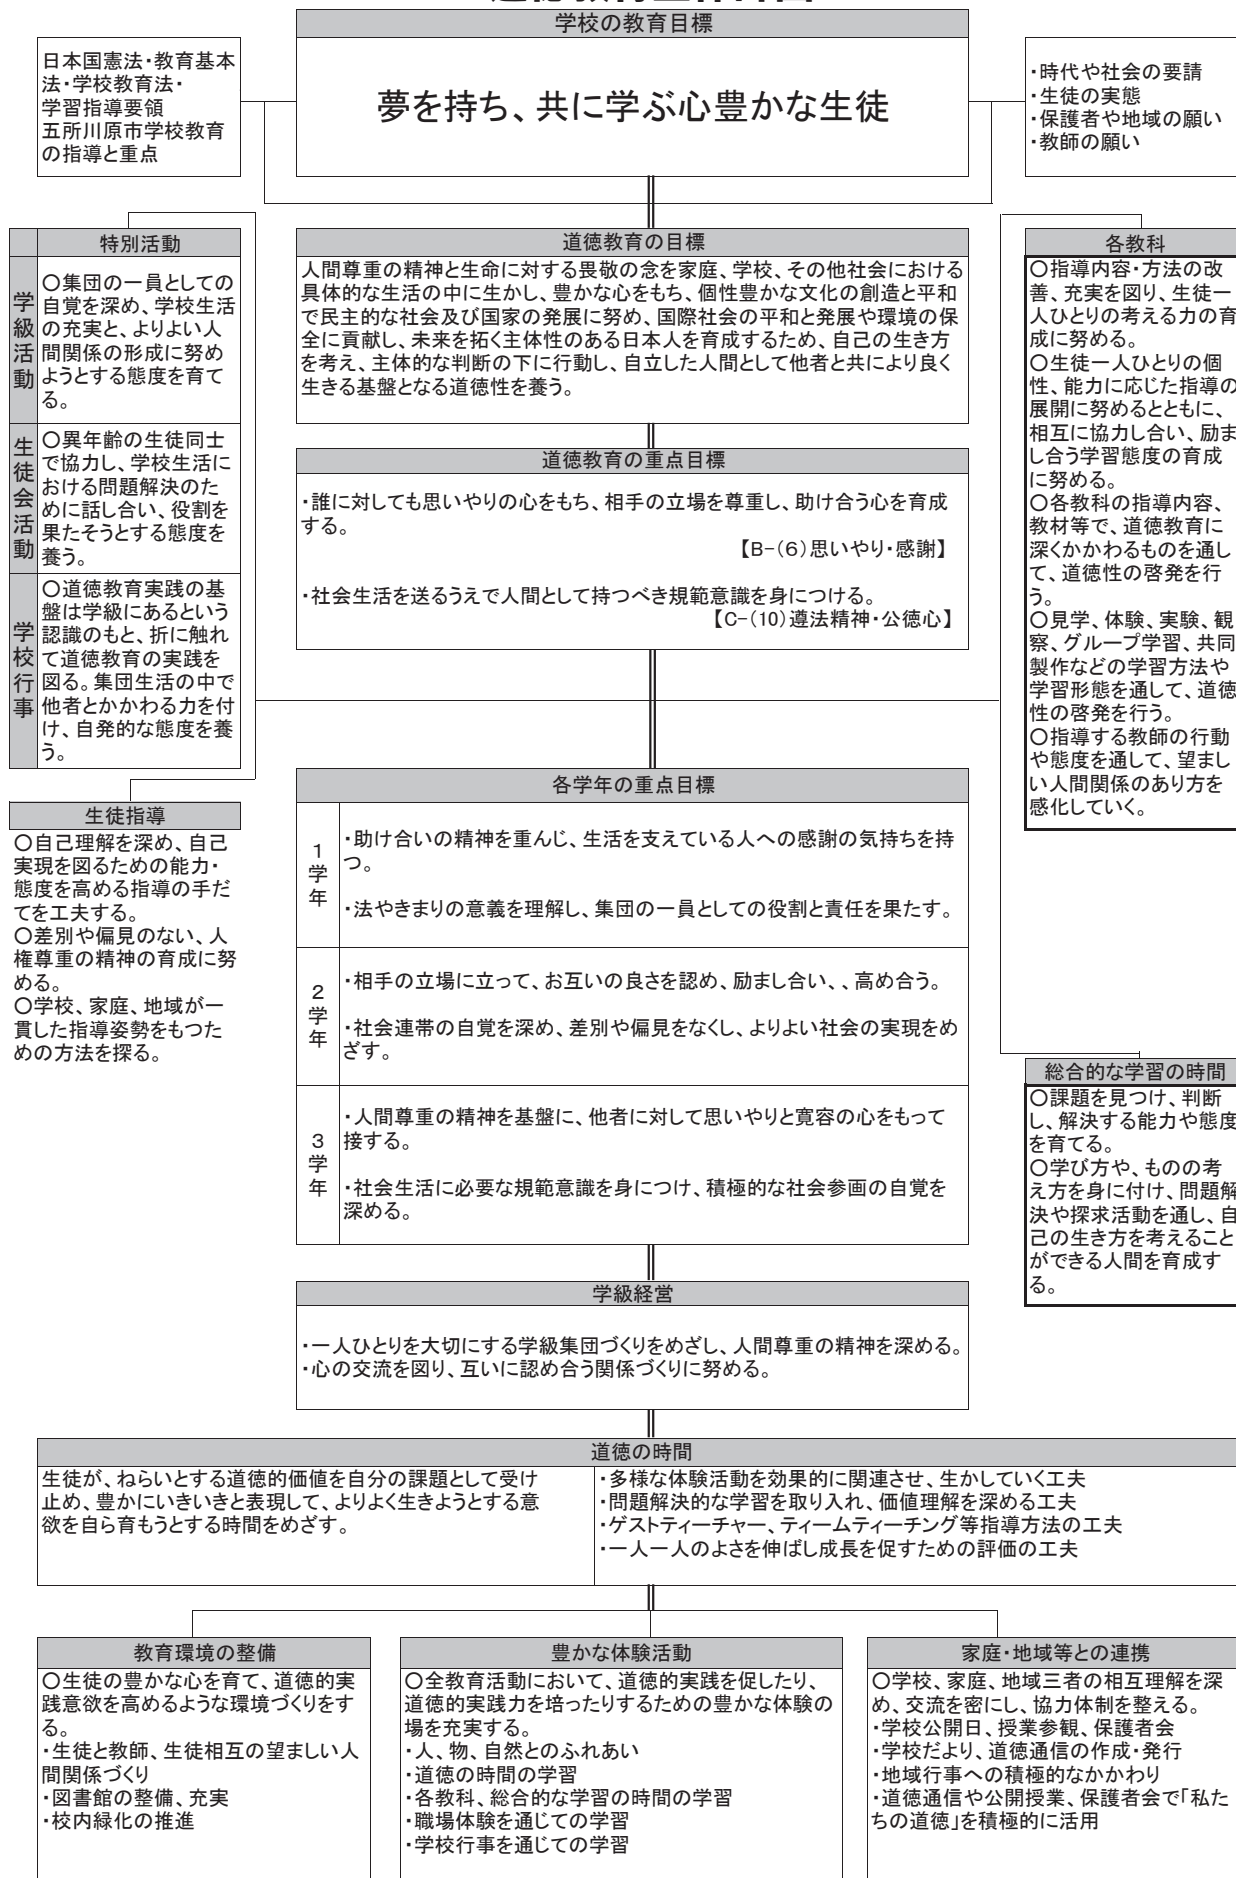 学校の教育目標
日本国憲法・教育基本
法・学校教育法・
学習指導要領
五所川原市学校教育
の指導と重点
夢を持ち、共に学ぶ心豊かな生徒
・時代や社会の要請
・生徒の実態
・保護者や地域の願い
・教師の願い
特別活動
学級活動
〇集団の一員としての
自覚を深め、学校生活
の充実と、よりよい人
間関係の形成に努め
ようとする態度を育て
る。
生徒会活動
〇異年齢の生徒同士
で協力し、学校生活に
おける問題解決のた
めに話し合い、役割を
果たそうとする態度を
養う。
学校行事
〇道徳教育実践の基
盤は学級にあるという
認識のもと、折に触れ
て道徳教育の実践を
図る。集団生活の中で
他者とかかわる力を付
け、自発的な態度を養
う。
生徒指導
〇自己理解を深め、自己
実現を図るための能力・
態度を高める指導の手だ
てを工夫する。
〇差別や偏見のない、人
権尊重の精神の育成に努
める。
〇学校、家庭、地域が一
貫した指導姿勢をもつた
めの方法を探る。
道徳教育の目標
人間尊重の精神と生命に対する畏敬の念を家庭、学校、その他社会における
具体的な生活の中に生かし、豊かな心をもち、個性豊かな文化の創造と平和
で民主的な社会及び国家の発展に努め、国際社会の平和と発展や環境の保
全に貢献し、未来を拓く主体性のある日本人を育成するため、自己の生き方
を考え、主体的な判断の下に行動し、自立した人間として他者と共により良く
生きる基盤となる道徳性を養う。
道徳教育の重点目標
・誰に対しても思いやりの心をもち、相手の立場を尊重し、助け合う心を育成
する。
【B-(6)思いやり・感謝】
・社会生活を送るうえで人間として持つべき規範意識を身につける。
【C-(10)遵法精神・公徳心】
各学年の重点目標
1学年
・助け合いの精神を重んじ、生活を支えている人への感謝の気持ちを持
つ。
・法やきまりの意義を理解し、集団の一員としての役割と責任を果たす。
2学年
・相手の立場に立って、お互いの良さを認め、励まし合い、、高め合う。
・社会連帯の自覚を深め、差別や偏見をなくし、よりよい社会の実現をめ
ざす。
3学年
・人間尊重の精神を基盤に、他者に対して思いやりと寛容の心をもって
接する。
・社会生活に必要な規範意識を身につけ、積極的な社会参画の自覚を
深める。
各教科
〇指導内容・方法の改
善、充実を図り、生徒一
人ひとりの考える力の育
成に努める。
〇生徒一人ひとりの個
性、能力に応じた指導の
展開に努めるとともに、
相互に協力し合い、励ま
し合う学習態度の育成
に努める。
〇各教科の指導内容、
教材等で、道徳教育に
深くかかわるものを通し
て、道徳性の啓発を行
う。
〇見学、体験、実験、観
察、グループ学習、共同
製作などの学習方法や
学習形態を通して、道徳
性の啓発を行う。
〇指導する教師の行動
や態度を通して、望まし
い人間関係のあり方を
感化していく。
総合的な学習の時間
〇課題を見つけ、判断
し、解決する能力や態度
を育てる。
〇学び方や、ものの考
え方を身に付け、問題解
決や探求活動を通し、自
己の生き方を考えること
ができる人間を育成す
る。
学級経営
・一人ひとりを大切にする学級集団づくりをめざし、人間尊重の精神を深める。
・心の交流を図り、互いに認め合う関係づくりに努める。
道徳の時間
生徒が、ねらいとする道徳的価値を自分の課題として受け
止め、豊かにいきいきと表現して、よりよく生きようとする意
欲を自ら育もうとする時間をめざす。
・多様な体験活動を効果的に関連させ、生かしていく工夫
・問題解決的な学習を取り入れ、価値理解を深める工夫
・ゲストティーチャー、ティームティーチング等指導方法の工夫
・一人一人のよさを伸ばし成長を促すための評価の工夫
教育環境の整備
〇生徒の豊かな心を育て、道徳的実
践意欲を高めるような環境づくりをす
る。
・生徒と教師、生徒相互の望ましい人
間関係づくり
・図書館の整備、充実
・校内緑化の推進
豊かな体験活動
〇全教育活動において、道徳的実践を促したり、
道徳的実践力を培ったりするための豊かな体験の
場を充実する。
・人、物、自然とのふれあい
・道徳の時間の学習
・各教科、総合的な学習の時間の学習
・職場体験を通じての学習
・学校行事を通じての学習
家庭・地域等との連携
〇学校、家庭、地域三者の相互理解を深
め、交流を密にし、協力体制を整える。
・学校公開日、授業参観、保護者会
・学校だより、道徳通信の作成・発行
・地域行事への積極的なかかわり
・道徳通信や公開授業、保護者会で「私た
ちの道徳」を積極的に活用